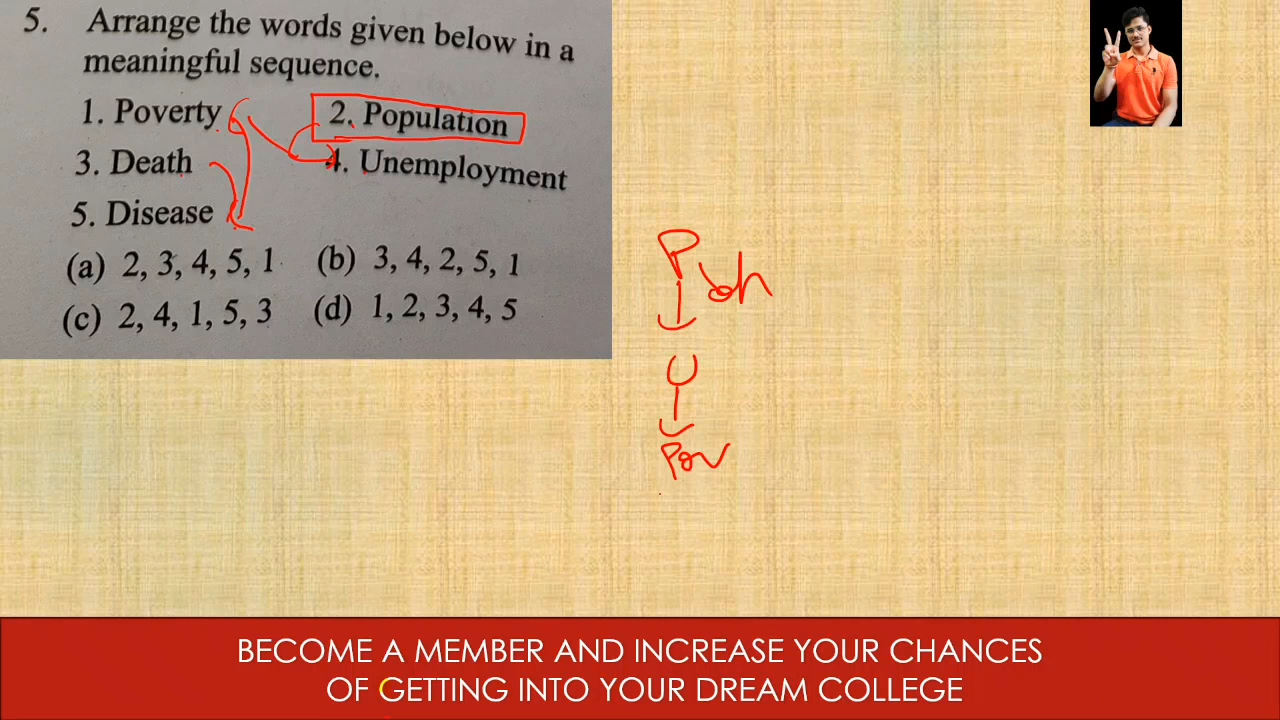 5. Arrange the words given below in a
meaningful sequence.
1. Poverty 2. Population
3. Death 4. Unemployment
5. Disease
(a) 2, 3, 4, 5, 1 (b) 3, 4, 2, 5, 1
(c) 2, 4, 1, 5, 3 (d) 1, 2, 3, 4, 5
P
U
Pov
BECOME A MEMBER AND INCREASE YOUR CHANCES
OF GETTING INTO YOUR DREAM COLLEGE